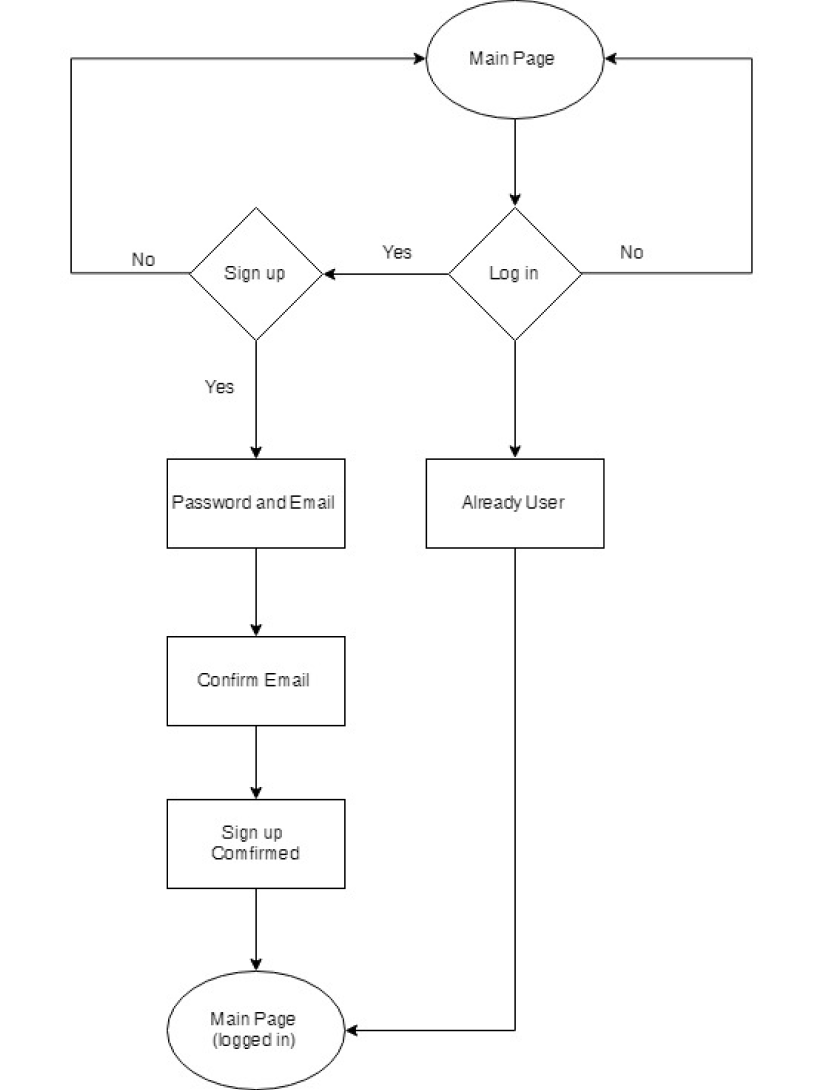 Main Page
Yes
No
No
Sign up
Log in
Yes
Password and Email
Already User
Confirm Email
Sign up
Comfirmed
Main Page
(logged in)